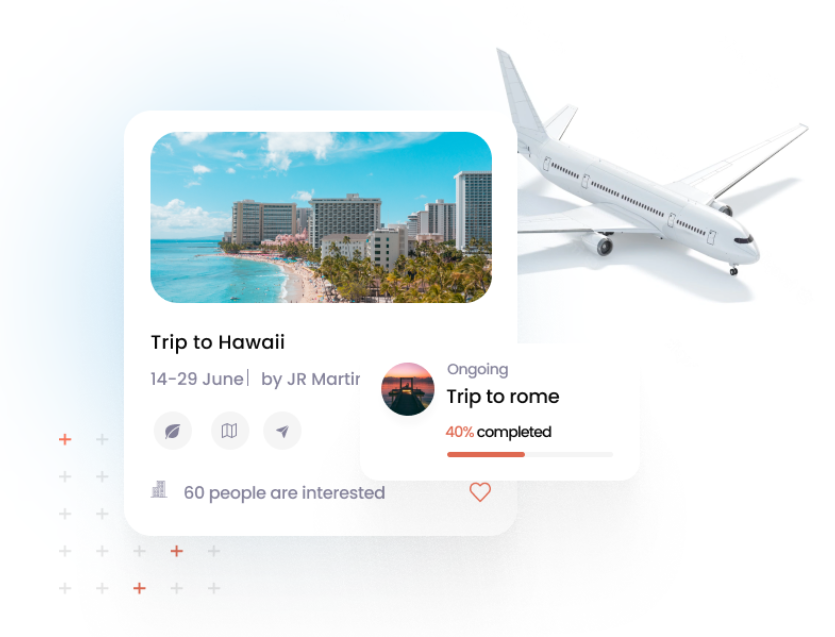 Trip to Hawaii
14-29 June| by JR Martin
Ongoing
Trip to rome
40% completed
60 people are interested